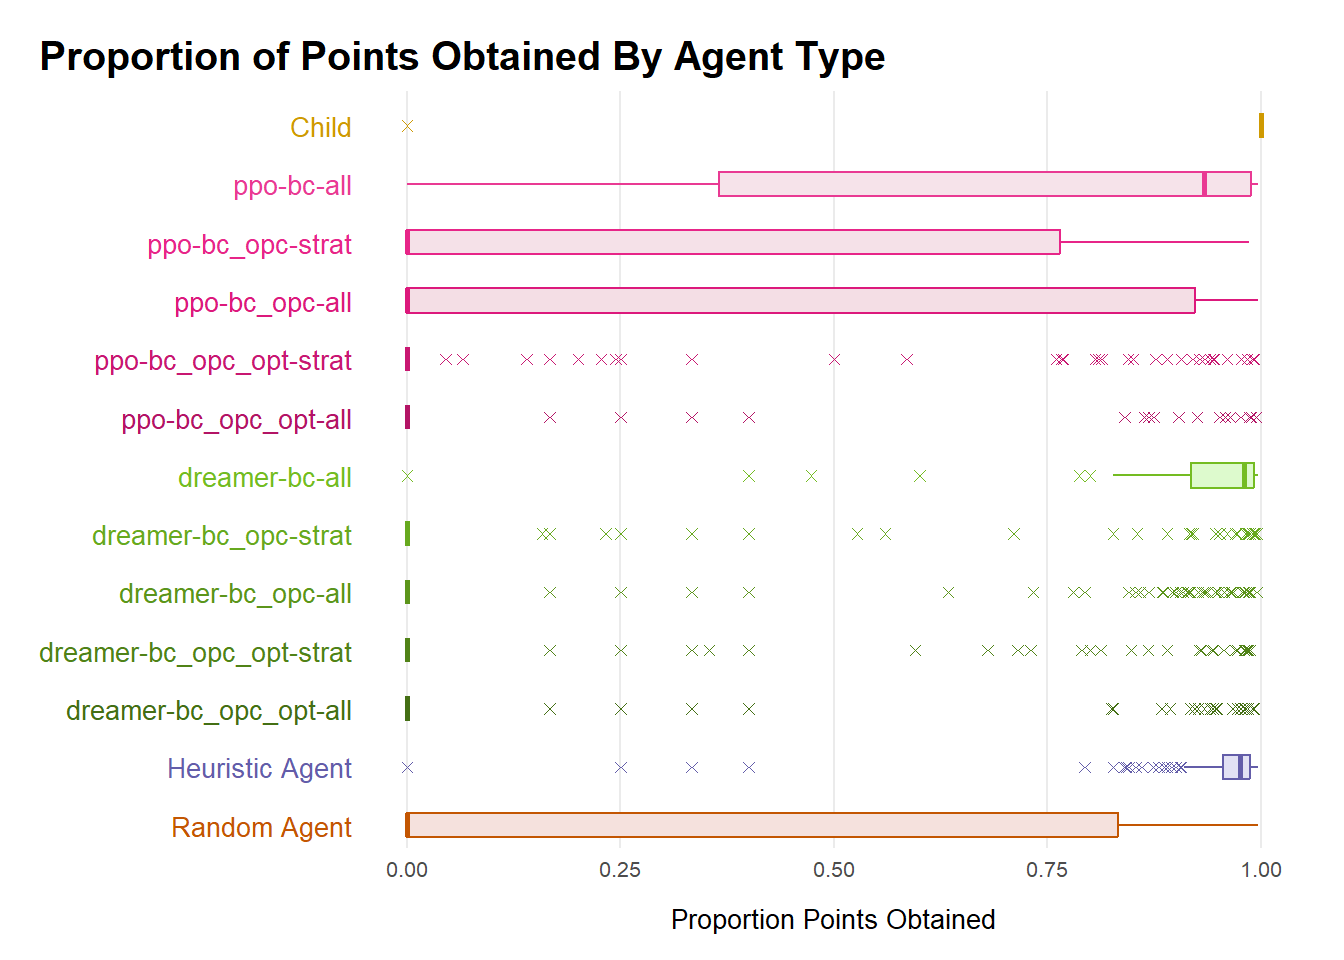 Proportion of Points Obtained By Agent Type
Child
ppo-bc-all
ppo-bc_opc-strat
ppo-bc_opc-all
ppo-bc_opc_opt-strat
ppo-bc_opc_opt-all
dreamer-bc-all
dreamer-bc_opc-strat
dreamer-bc_opc-all
dreamer-bc_opc_opt-strat
dreamer-bc_opc_opt-all
Heuristic Agent
Random Agent
0.00 0.25 0.50 0.75 1.00
Proportion Points Obtained